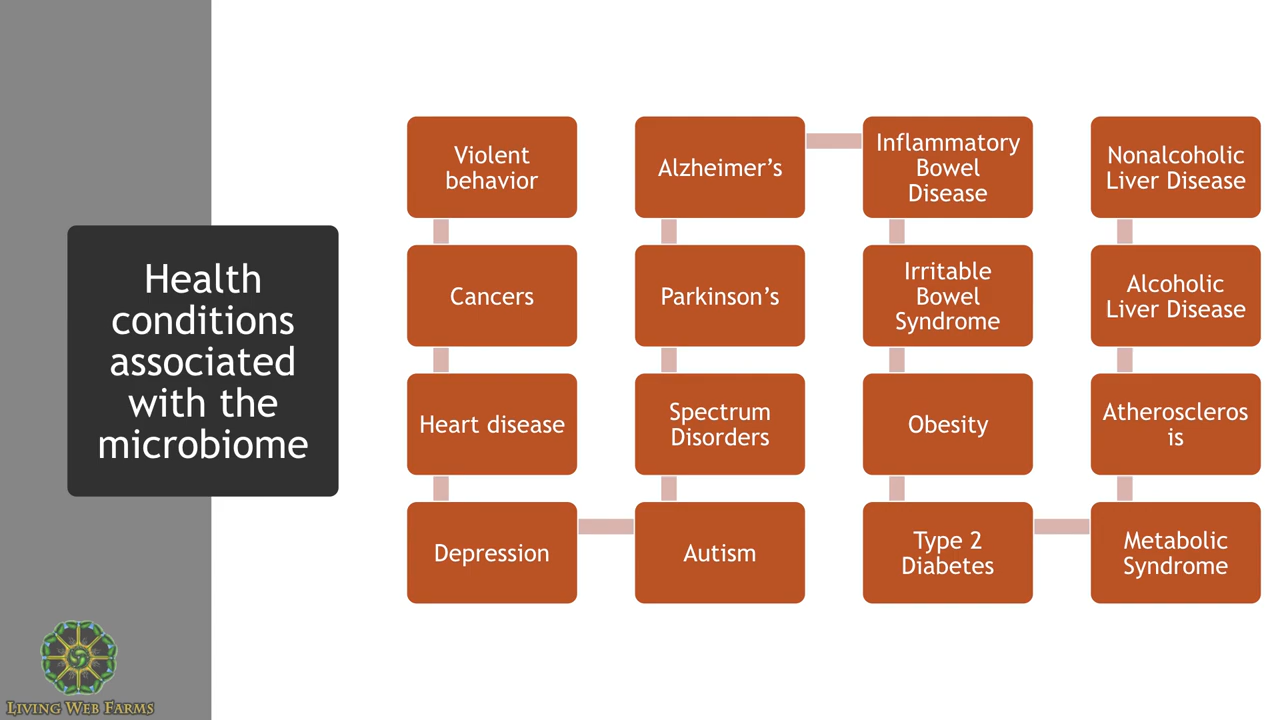 Health
conditions
associated
with the
microbiome
Violent
behavior
Cancers
Heart disease
Depression
Alzheimer’s
Parkinson’s
Spectrum
Disorders
Autism
Inflammatory
Bowel
Disease
Irritable
Bowel
Syndrome
Obesity
Type 2
Diabetes
Nonalcoholic
Liver Disease
Alcoholic
Liver Disease
Atheroscleros
is
Metabolic
Syndrome
LIVING WEB FARMS